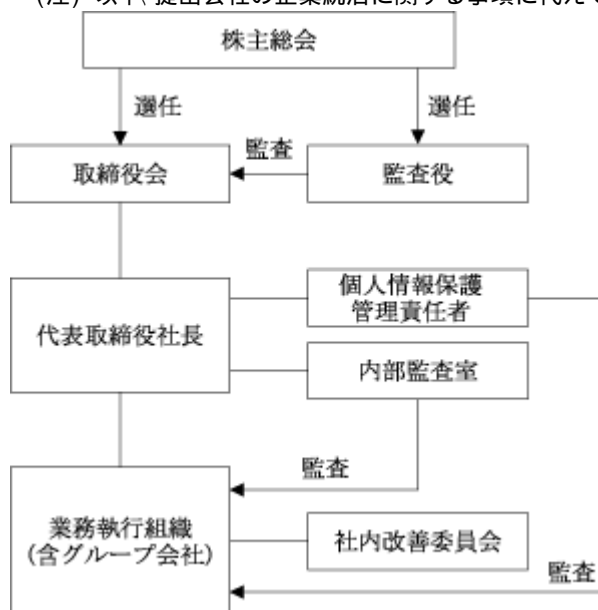 株主総会
選任
選任
取締役会
監査
監査役
個人情報保護
管理責任者
代表取締役社長
内部監査室
監査
業務執行組織
(含グループ会社)
社内改善委員会
監査